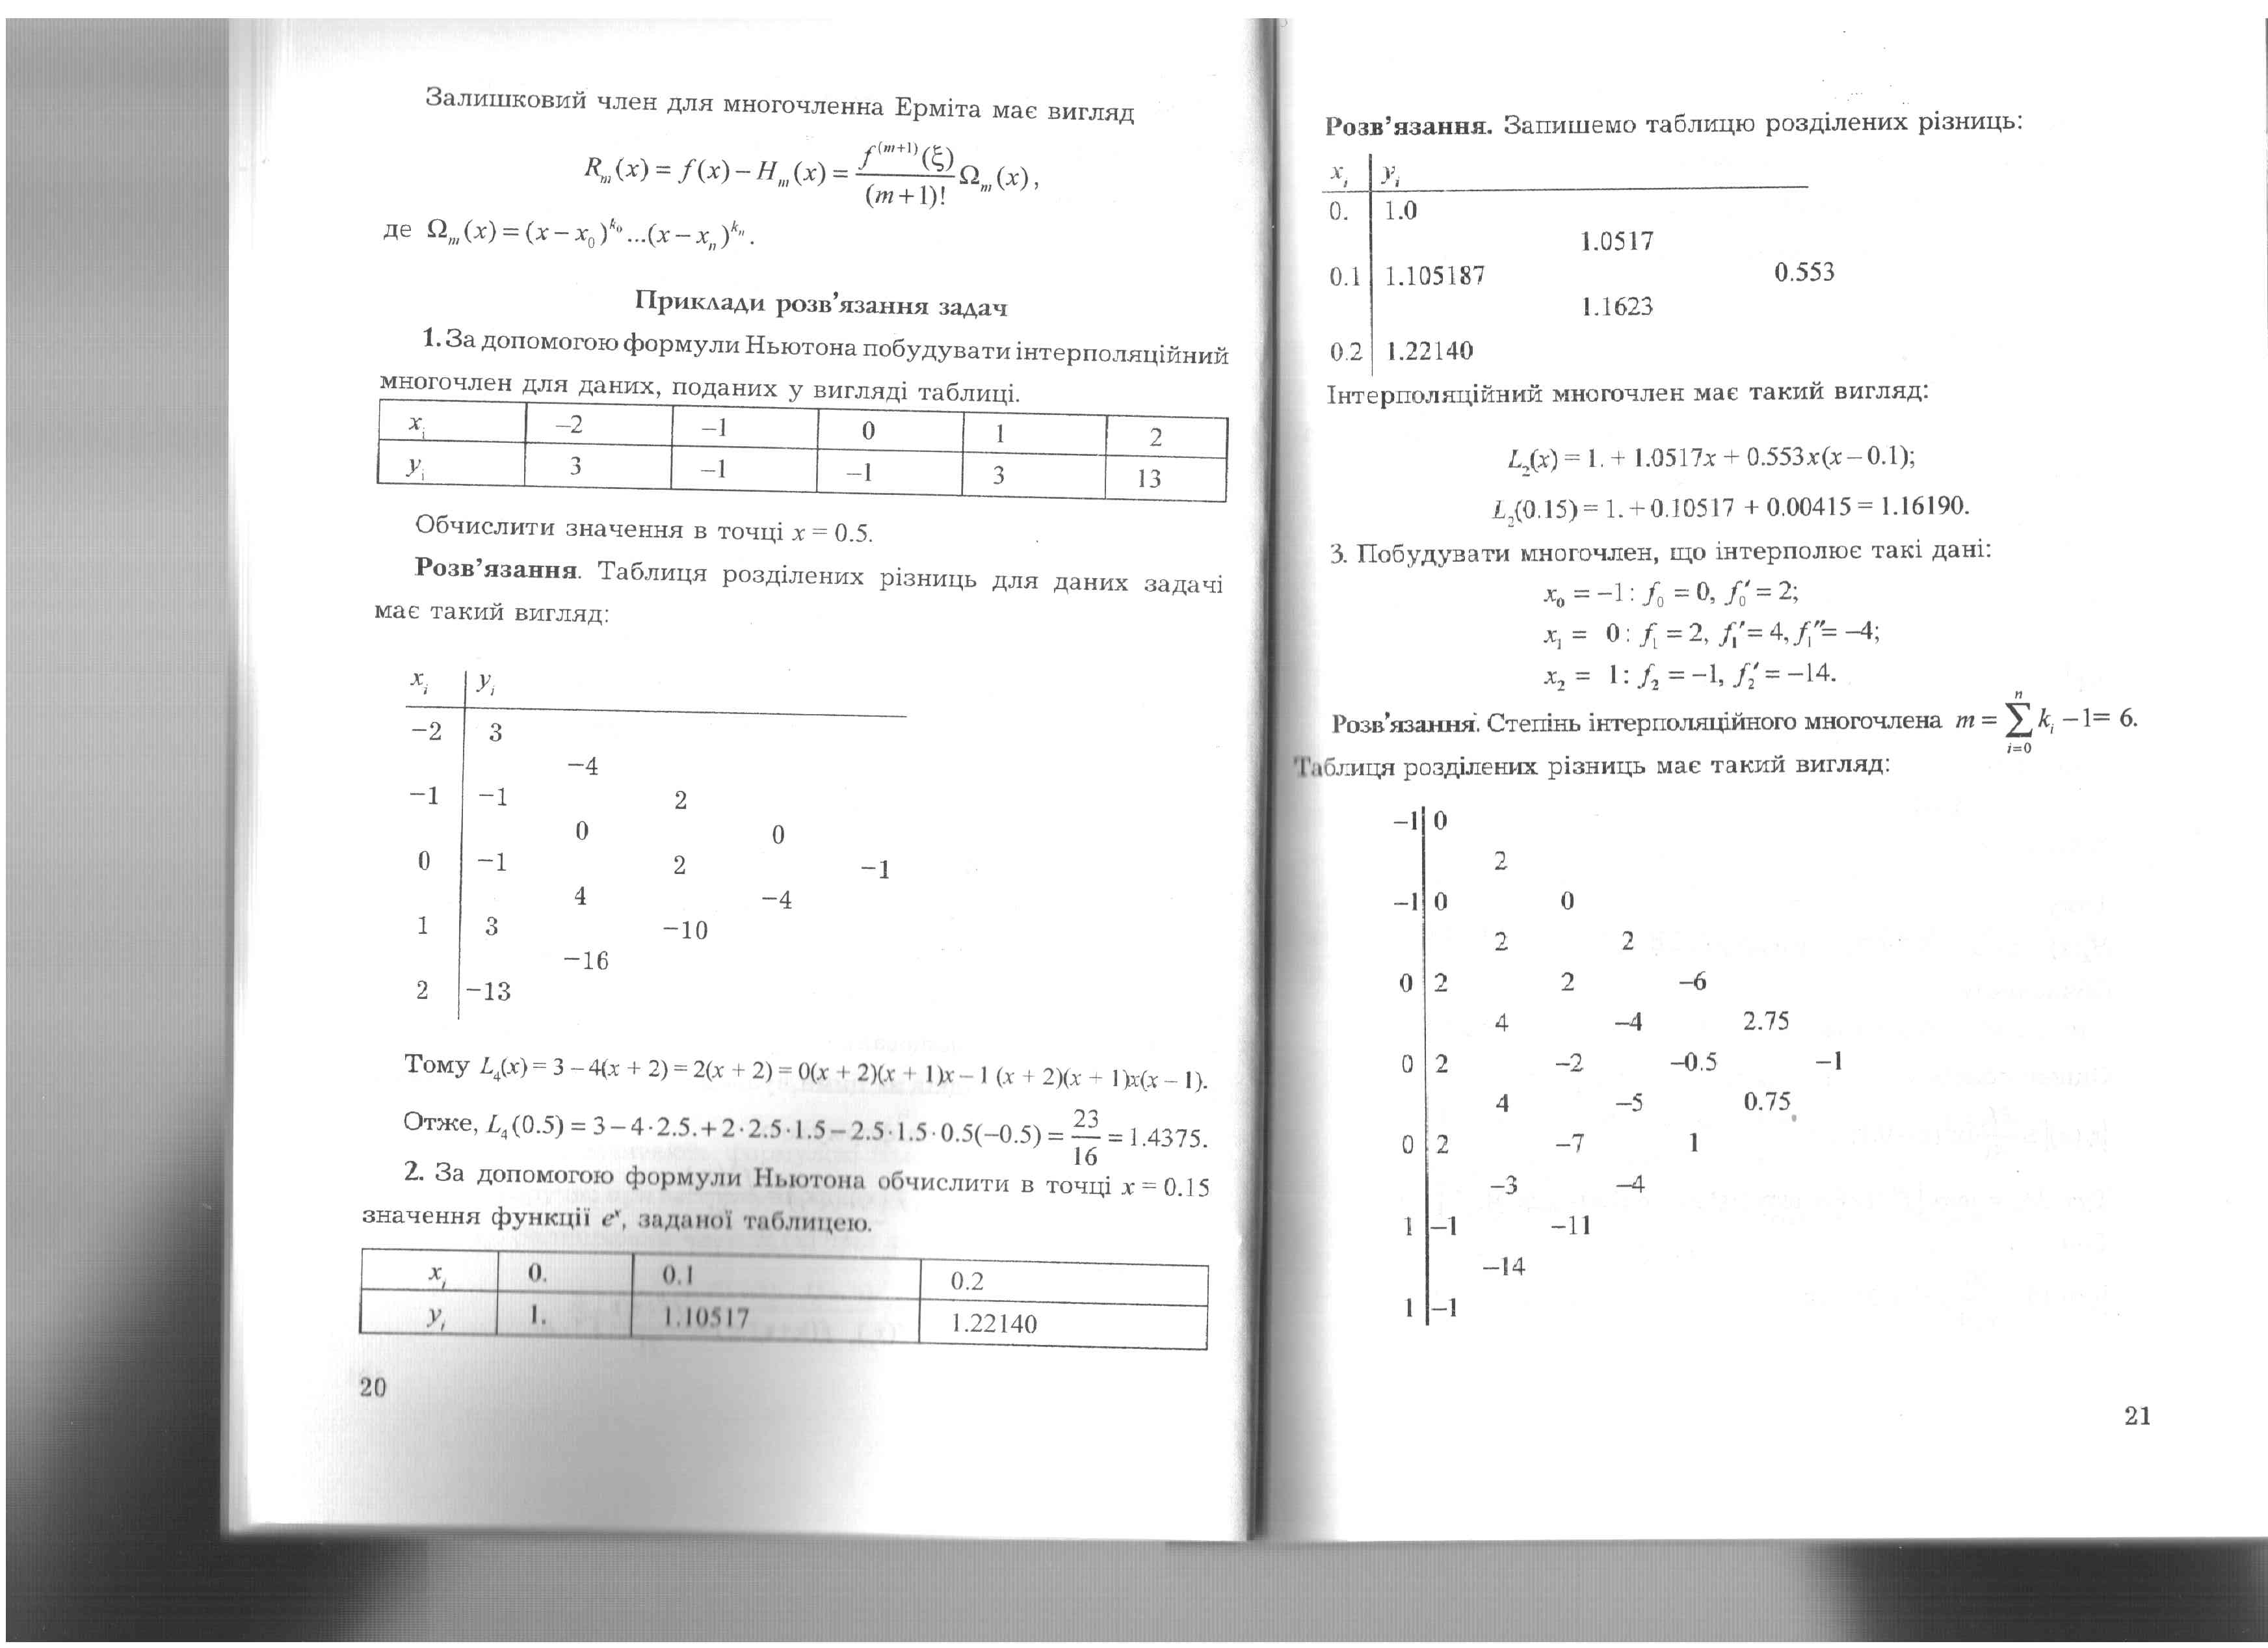 Залишковий член для многочленна Ерміта має вигляд
R_m(x) = f(x) − H_m(x) = f^(m+1)(ξ) / (m+1)! Ω_m(x),
де Ω_m(x) = (x − x_0)^k_0 ...(x − x_n)^k_n.
Приклади розв’язання задач
1. За допомогою формули Ньютона побудувати інтерполяційний
многочлен для даних, поданих у вигляді таблиці.
x_i −2 −1 0 1 2
y_i 3 −1 −1 3 13
Обчислити значення в точці x = 0.5.
Розв’язання. Таблиця розділених різниць для даних задачі
має такий вигляд:
x_i y_i
−2 3
−4
−1 −1 2
0 0
0 −1 2 −1
4 −4
1 3 −10
−16
2 −13
Тому L_4(x) = 3 − 4(x + 2) = 2(x + 2) = 0(x + 2)(x + 1)x − 1 (x + 2)(x + 1)x(x − 1).
Отже, L_4(0.5) = 3 − 4·2.5.+ 2·2.5·1.5 − 2.5·1.5·0.5(−0.5) = 23/16 = 1.4375.
2. За допомогою формули Ньютона обчислити в точці x = 0.15
значення функції e^x, заданої таблицею.
x_i 0. 0.1 0.2
y_i 1. 1.10517 1.22140
20
Розв’язання. Запишемо таблицю розділених різниць:
x_i y_i
0. 1.0
1.0517
0.1 1.105187 0.553
1.1623
0.2 1.22140
Інтерполяційний многочлен має такий вигляд:
L_2(x) = 1. + 1.0517x + 0.553x(x − 0.1);
L_2(0.15) = 1. + 0.10517 + 0.00415 = 1.16190.
3. Побудувати многочлен, що інтерполює такі дані:
x_0 = −1 : f_0 = 0, f_0′ = 2;
x_1 = 0 : f_1 = 2, f_1′ = 4, f_1″ = −4;
x_2 = 1 : f_2 = −1, f_2′ = −14.
Розв’язання. Степінь інтерполяційного многочлена m = ∑_{i=0}^{n} k_i − 1 = 6.
Таблиця розділених різниць має такий вигляд:
−1 0
2
−1 0 0
2 2
0 2 2 −6
4 −4 2.75
0 2 −2 −0.5 −1
4 −5 0.75
0 2 −7 1
−3 −4
1 −1 −11
−14
1 −1
21